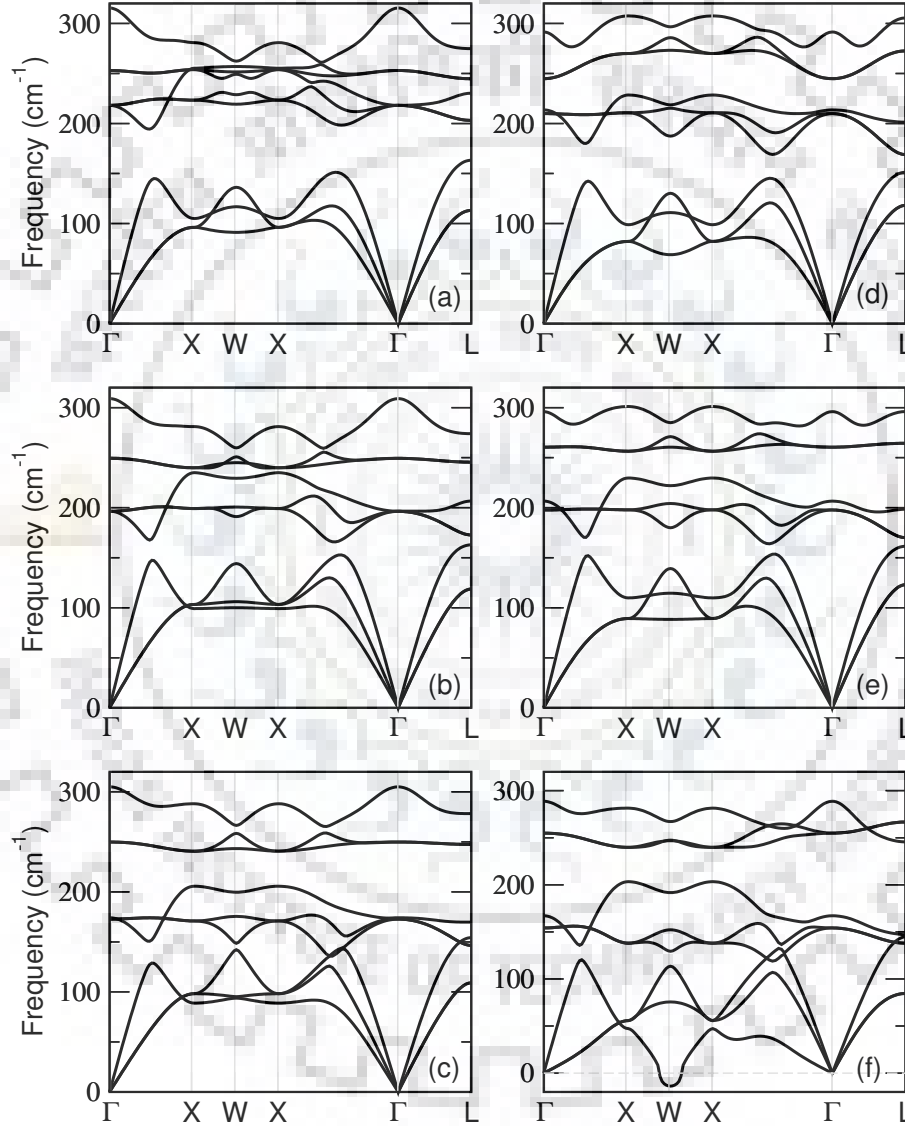 300
200
100
0
Frequency (cm-1)
(a)
Γ X W X Γ L
300
200
100
0
(d)
Γ X W X Γ L
300
200
100
0
Frequency (cm-1)
(b)
Γ X W X Γ L
300
200
100
0
(e)
Γ X W X Γ L
300
200
100
0
Frequency (cm-1)
(c)
Γ X W X Γ L
300
200
100
0
(f)
Γ X W X Γ L